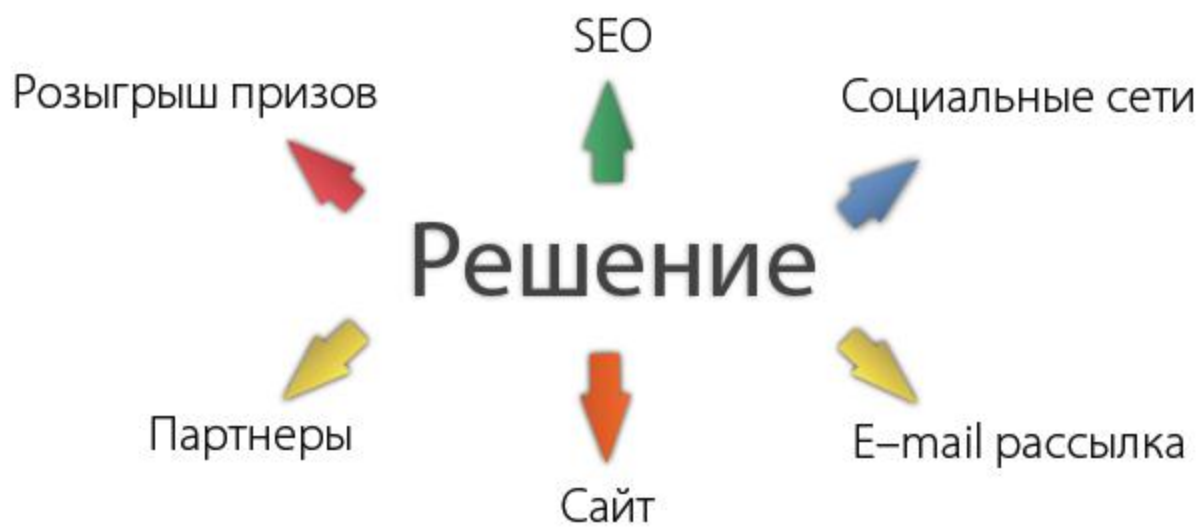 SEO
Розыгрыш призов
Социальные сети
Решение
Партнеры
E–mail рассылка
Сайт